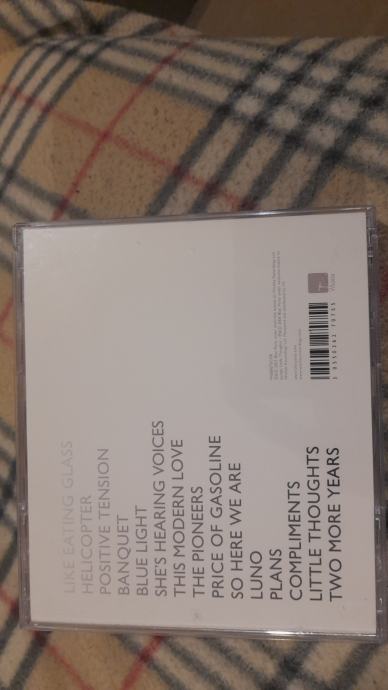 LIKE EATING GLASS
HELICOPTER
POSITIVE TENSION
BANQUET
BLUE LIGHT
SHE'S HEARING VOICES
THIS MODERN LOVE
THE PIONEERS
PRICE OF GASOLINE
SO HERE WE ARE
LUNO
PLANS
COMPLIMENTS
LITTLE THOUGHTS
TWO MORE YEARS